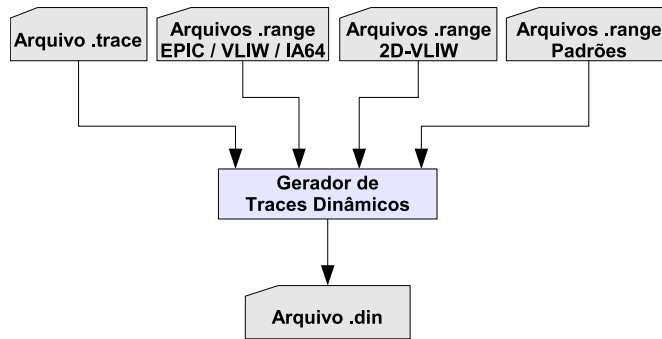 Arquivo .trace
Arquivos .range
EPIC / VLIW / IA64
Arquivos .range
2D-VLIW
Arquivos .range
Padrões
Gerador de
Traces Dinâmicos
Arquivo .din